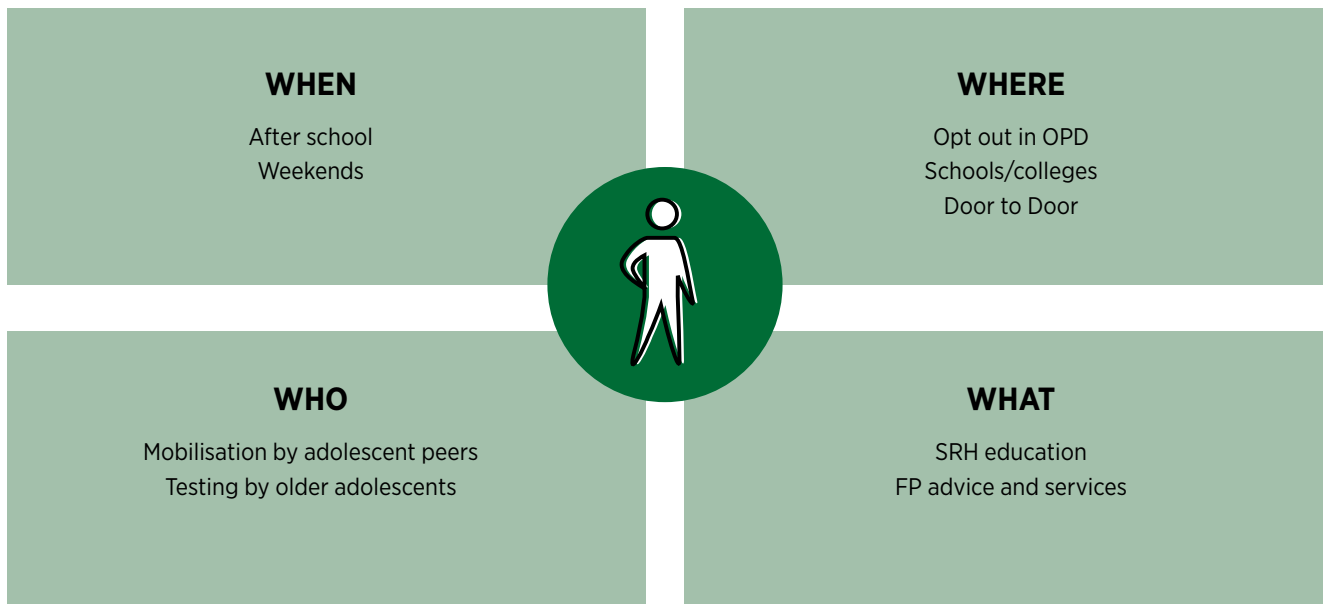 WHEN
After school
Weekends
WHERE
Opt out in OPD
Schools/colleges
Door to Door
WHO
Mobilisation by adolescent peers
Testing by older adolescents
WHAT
SRH education
FP advice and services